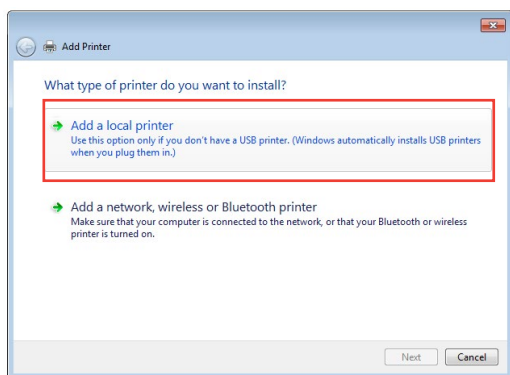 Add Printer
What type of printer do you want to install?
Add a local printer
Use this option only if you don't have a USB printer. (Windows automatically installs USB printers
when you plug them in.)
Add a network, wireless or Bluetooth printer
Make sure that your computer is connected to the network, or that your Bluetooth or wireless
printer is turned on.
Next
Cancel